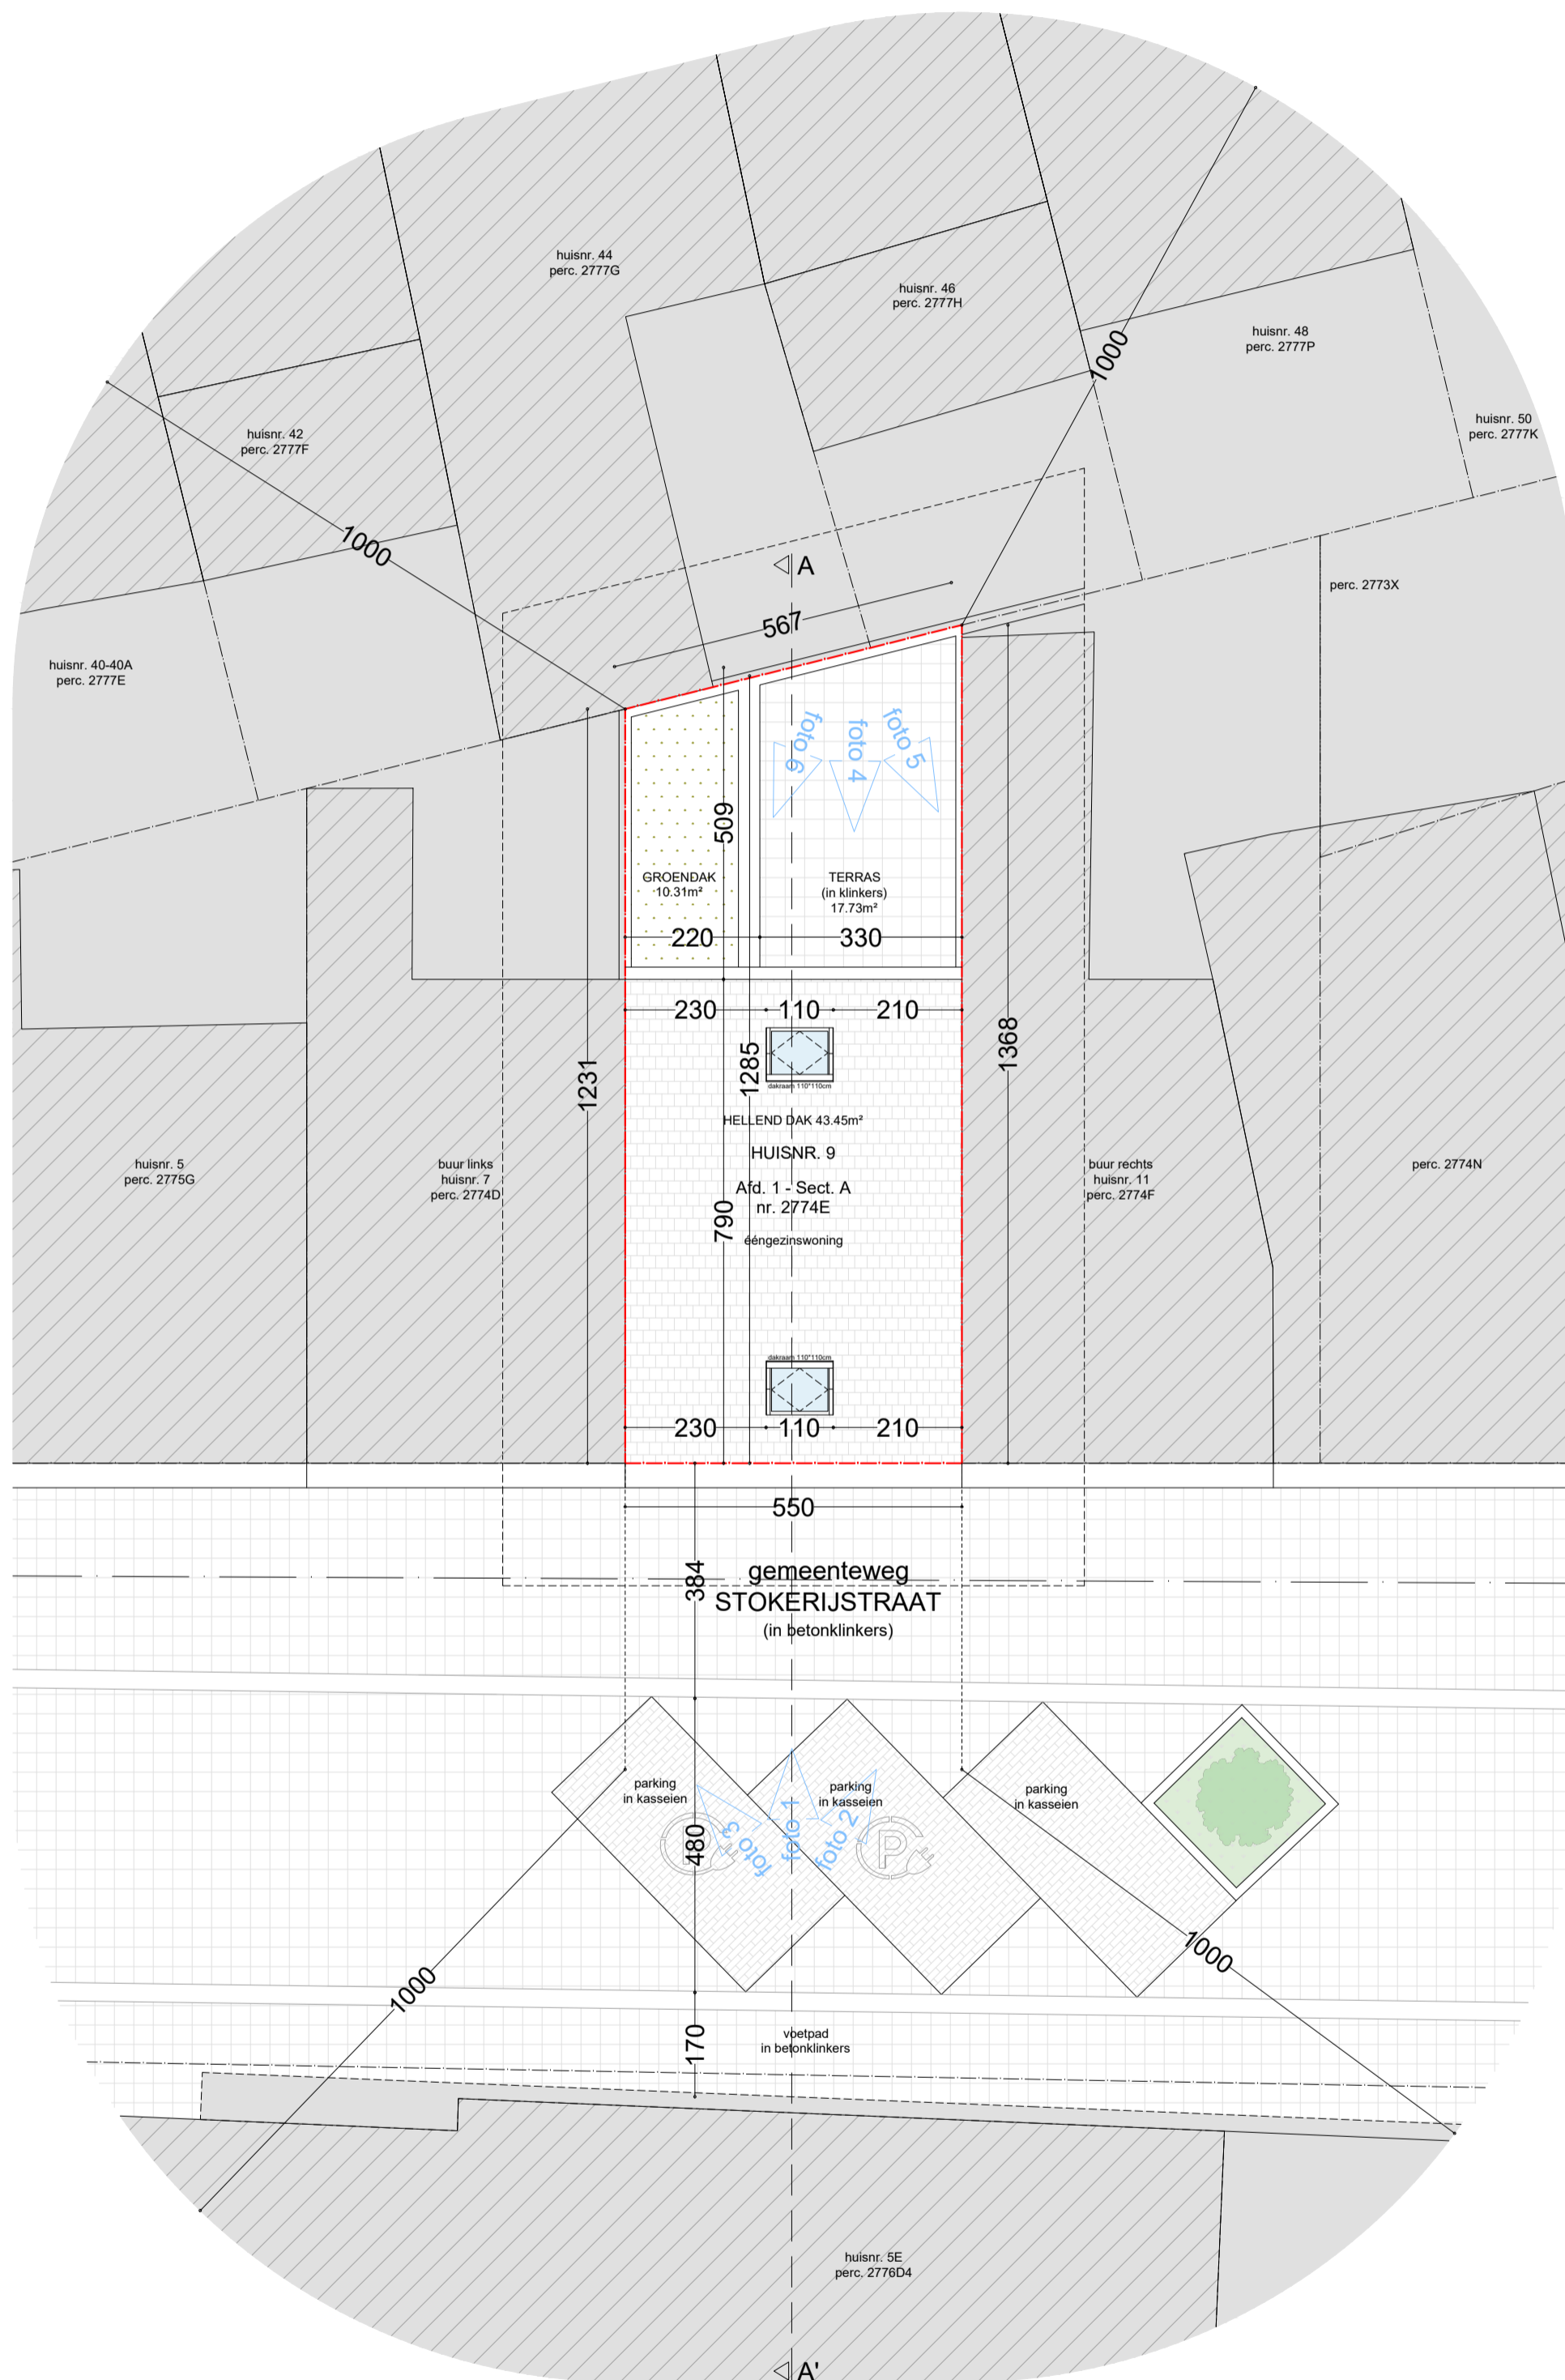 huisnr. 44
perc. 2777G
huisnr. 46
perc. 2777H
huisnr. 48
perc. 2777P
1000
huisnr. 50
perc. 2777K
huisnr. 42
perc. 2777F
1000
A
perc. 2773X
567
huisnr. 40-40A
perc. 2777E
foto 6
foto 4
foto 5
509
GROENDAK
10.31m²
TERRAS
(in klinkers)
17.73m²
220
330
230
110
210
1231
1285
1368
dakraam 110*110cm
HELLEND DAK 43.45m²
HUISNR. 9
huisnr. 5
perc. 2775G
buur links
huisnr. 7
perc. 2774D
Afd. 1 - Sect. A
nr. 2774E
790
ééngezinswoning
buur rechts
huisnr. 11
perc. 2774F
perc. 2774N
dakraam 110*110cm
230
110
210
550
384
gemeenteweg
STOKERIJSTRAAT
(in betonklinkers)
parking
in kasseien
parking
in kasseien
parking
in kasseien
foto 3
foto 1
foto 2
P
P
480
1000
1000
170
voetpad
in betonklinkers
huisnr. 5E
perc. 2776D4
A'